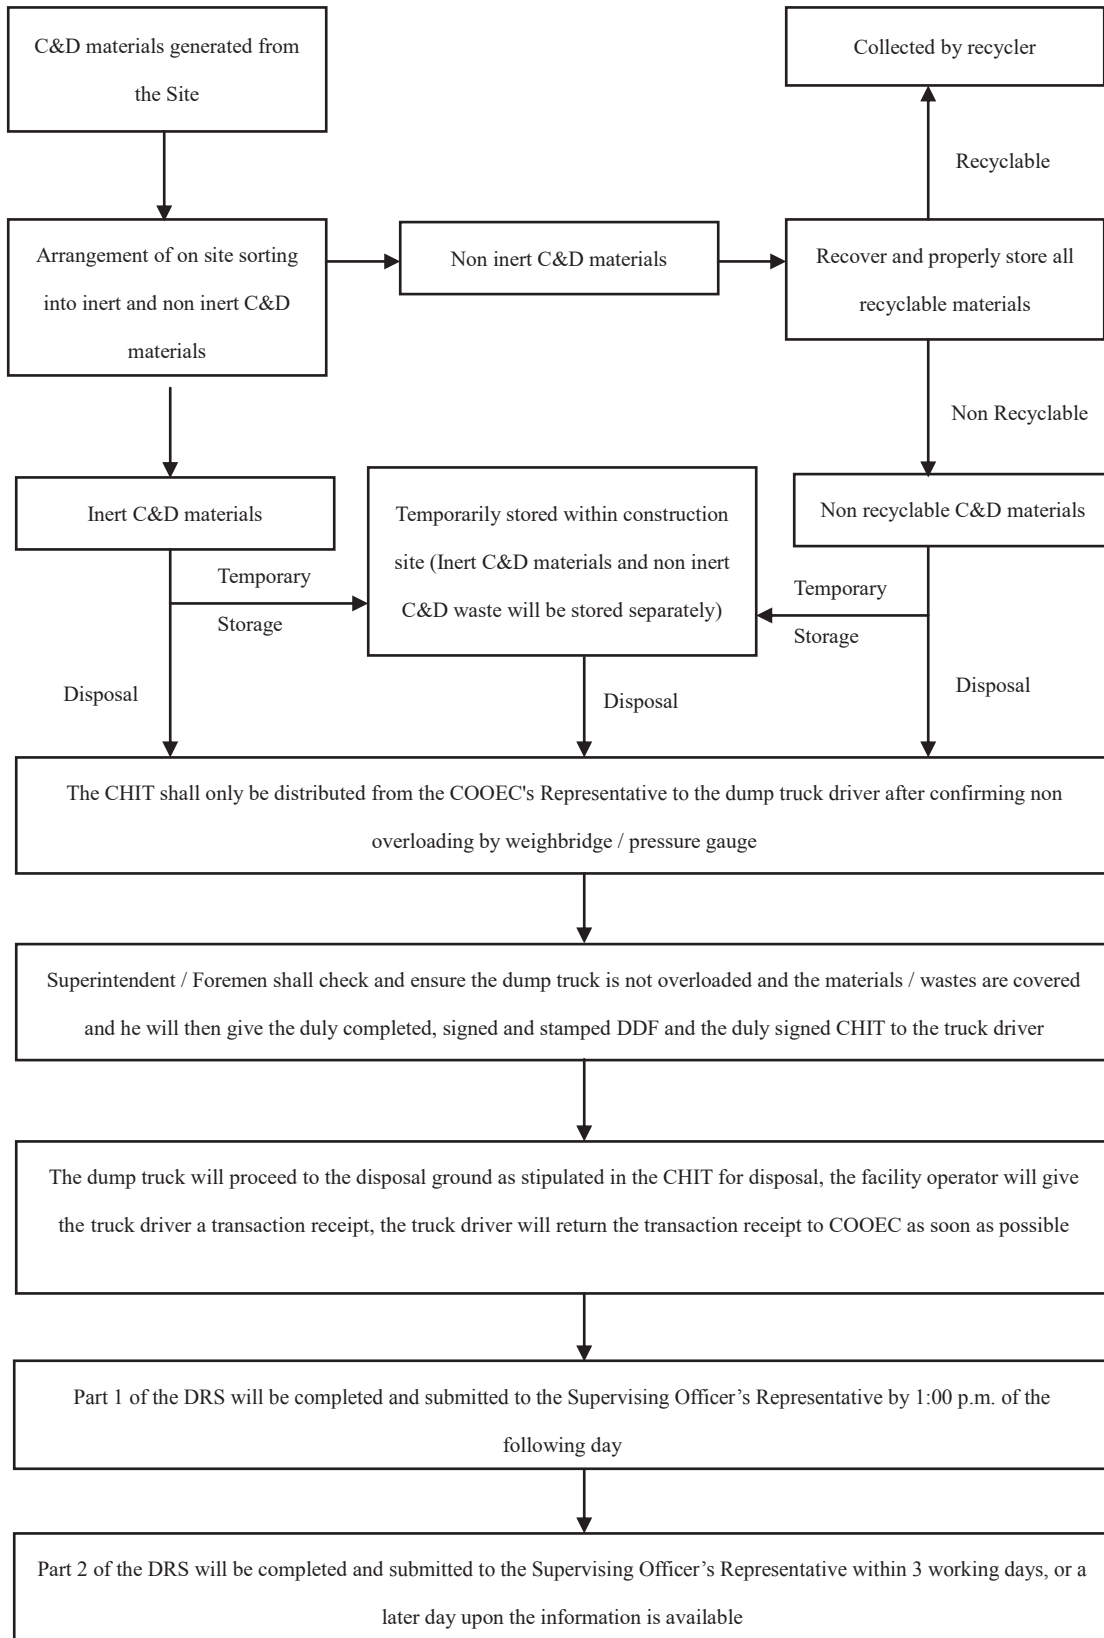 C&D materials generated from
the Site
Collected by recycler
Recyclable
Arrangement of on site sorting
into inert and non inert C&D
materials
Non inert C&D materials
Recover and properly store all
recyclable materials
Non Recyclable
Inert C&D materials
Temporarily stored within construction
site (Inert C&D materials and non inert
C&D waste will be stored separately)
Non recyclable C&D materials
Temporary
Storage
Temporary
Storage
Disposal
Disposal
Disposal
The CHIT shall only be distributed from the COOEC's Representative to the dump truck driver after confirming non
overloading by weighbridge / pressure gauge
Superintendent / Foremen shall check and ensure the dump truck is not overloaded and the materials / wastes are covered
and he will then give the duly completed, signed and stamped DDF and the duly signed CHIT to the truck driver
The dump truck will proceed to the disposal ground as stipulated in the CHIT for disposal, the facility operator will give
the truck driver a transaction receipt, the truck driver will return the transaction receipt to COOEC as soon as possible
Part 1 of the DRS will be completed and submitted to the Supervising Officer’s Representative by 1:00 p.m. of the
following day
Part 2 of the DRS will be completed and submitted to the Supervising Officer’s Representative within 3 working days, or a
later day upon the information is available